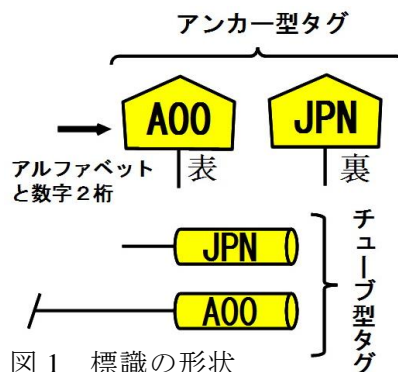 アンカー型タグ
A00
JPN
アルファベット
と数字2桁
表
裏
JPN
A00
チューブ型タグ
図1 標識の形状